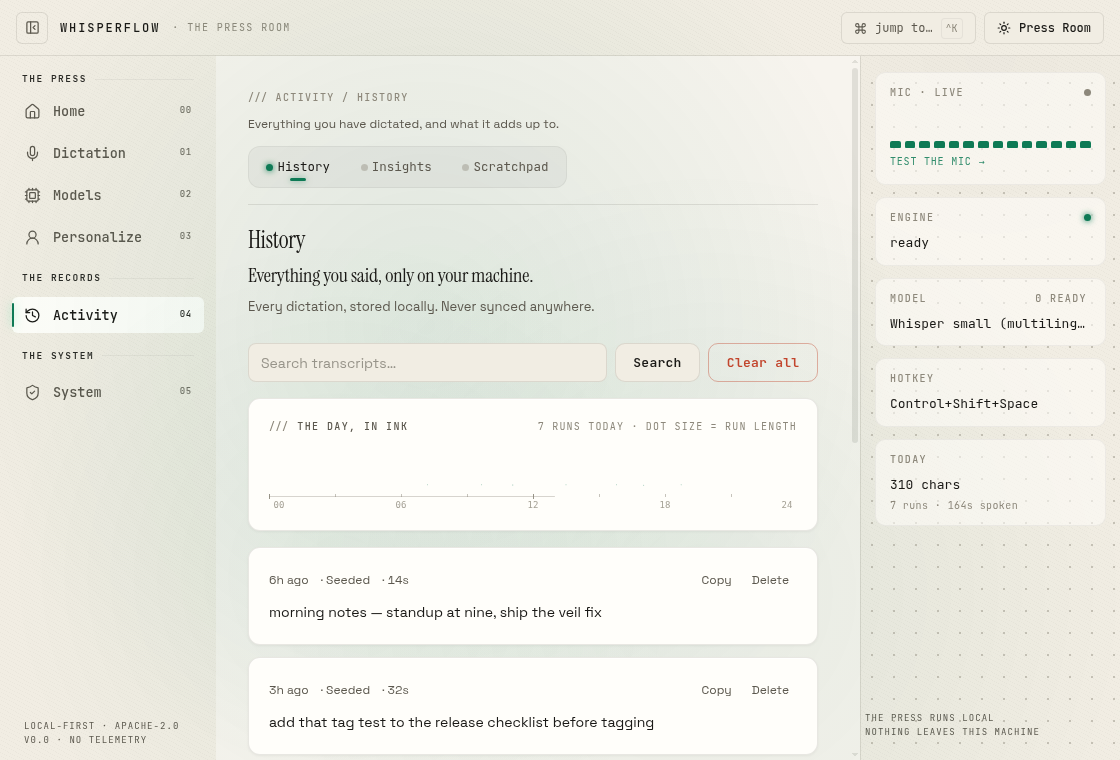 WHISPERFLOW · THE PRESS ROOM
⌘ jump to… ^K
Press Room
THE PRESS
Home 00
Dictation 01
Models 02
Personalize 03
THE RECORDS
Activity 04
THE SYSTEM
System 05
LOCAL-FIRST · APACHE-2.0
V0.0 · NO TELEMETRY
/// ACTIVITY / HISTORY
Everything you have dictated, and what it adds up to.
History Insights Scratchpad
History
Everything you said, only on your machine.
Every dictation, stored locally. Never synced anywhere.
Search transcripts… Search Clear all
/// THE DAY, IN INK 7 RUNS TODAY · DOT SIZE = RUN LENGTH
00 06 12 18 24
6h ago · Seeded · 14s Copy Delete
morning notes — standup at nine, ship the veil fix
3h ago · Seeded · 32s Copy Delete
add that tag test to the release checklist before tagging
MIC · LIVE
TEST THE MIC →
ENGINE
ready
MODEL 0 READY
Whisper small (multiling…
HOTKEY
Control+Shift+Space
TODAY
310 chars
7 runs · 164s spoken
THE PRESS RUNS LOCAL
NOTHING LEAVES THIS MACHINE